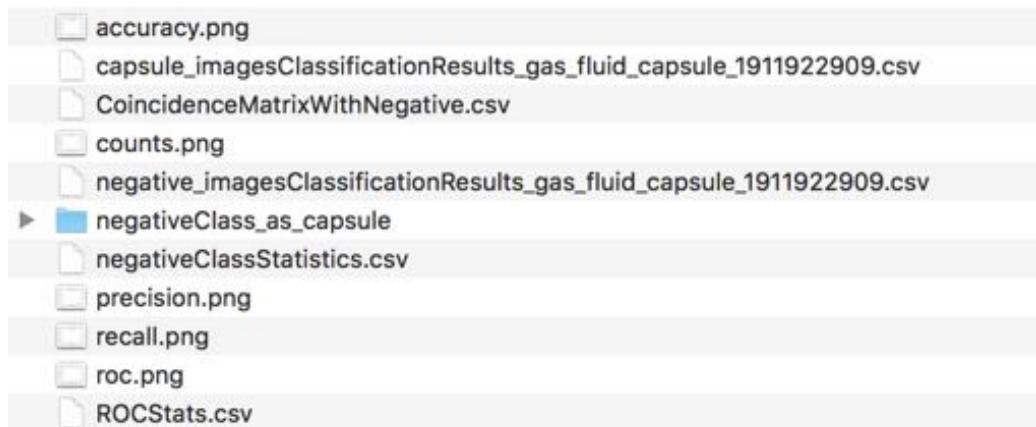 accuracy.png
capsule_imagesClassificationResults_gas_fluid_capsule_1911922909.csv
CoincidenceMatrixWithNegative.csv
counts.png
negative_imagesClassificationResults_gas_fluid_capsule_1911922909.csv
negativeClass_as_capsule
negativeClassStatistics.csv
precision.png
recall.png
roc.png
ROCStats.csv